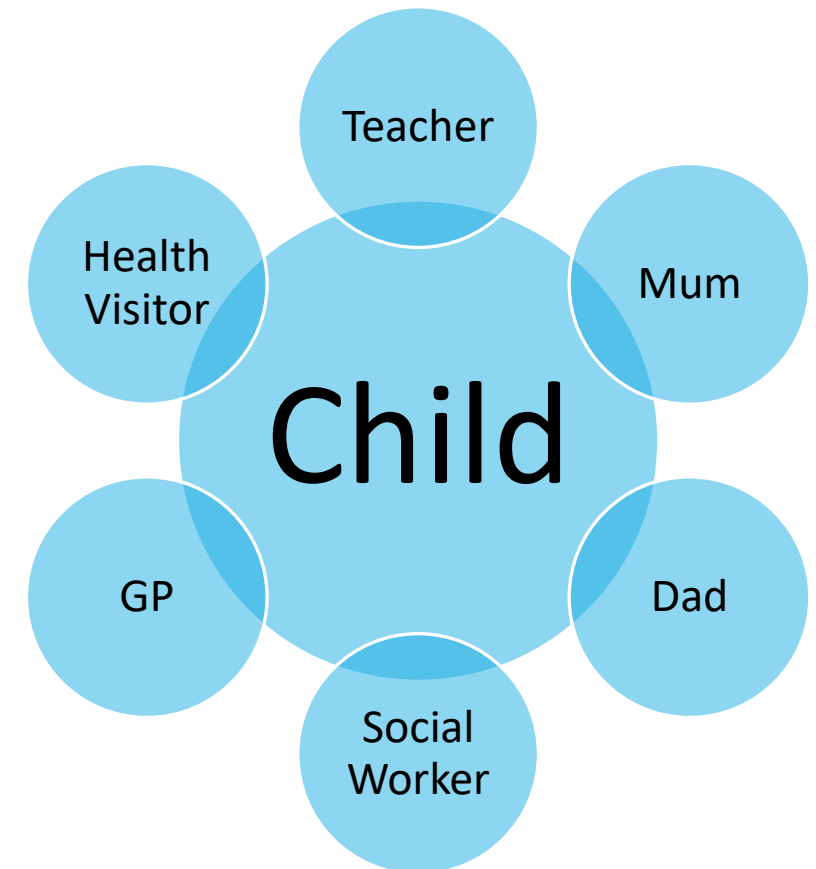 Teacher
Health
Visitor
Mum
Child
GP
Dad
Social
Worker